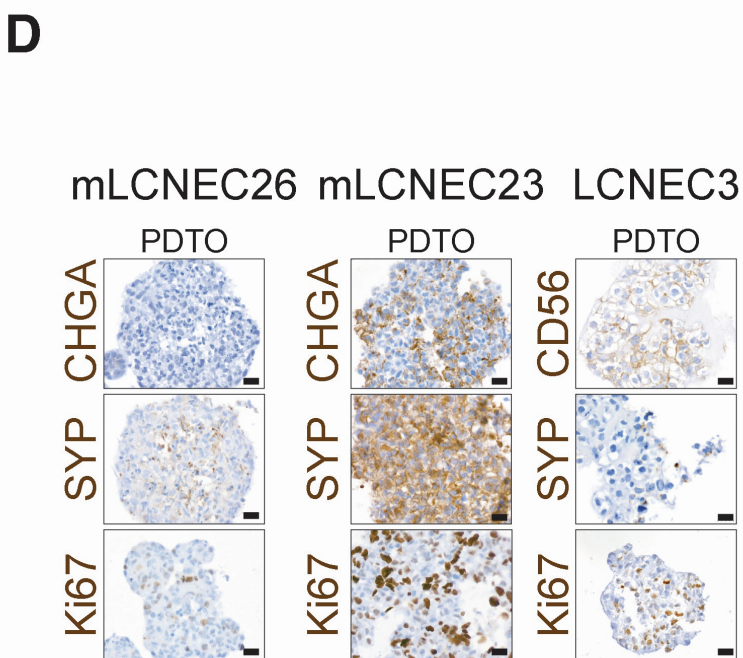 D
mLCNEC26 mLCNEC23 LCNEC3
PDTO PDTO PDTO
CHGA CHGA CD56
SYP SYP SYP
Ki67 Ki67 Ki67